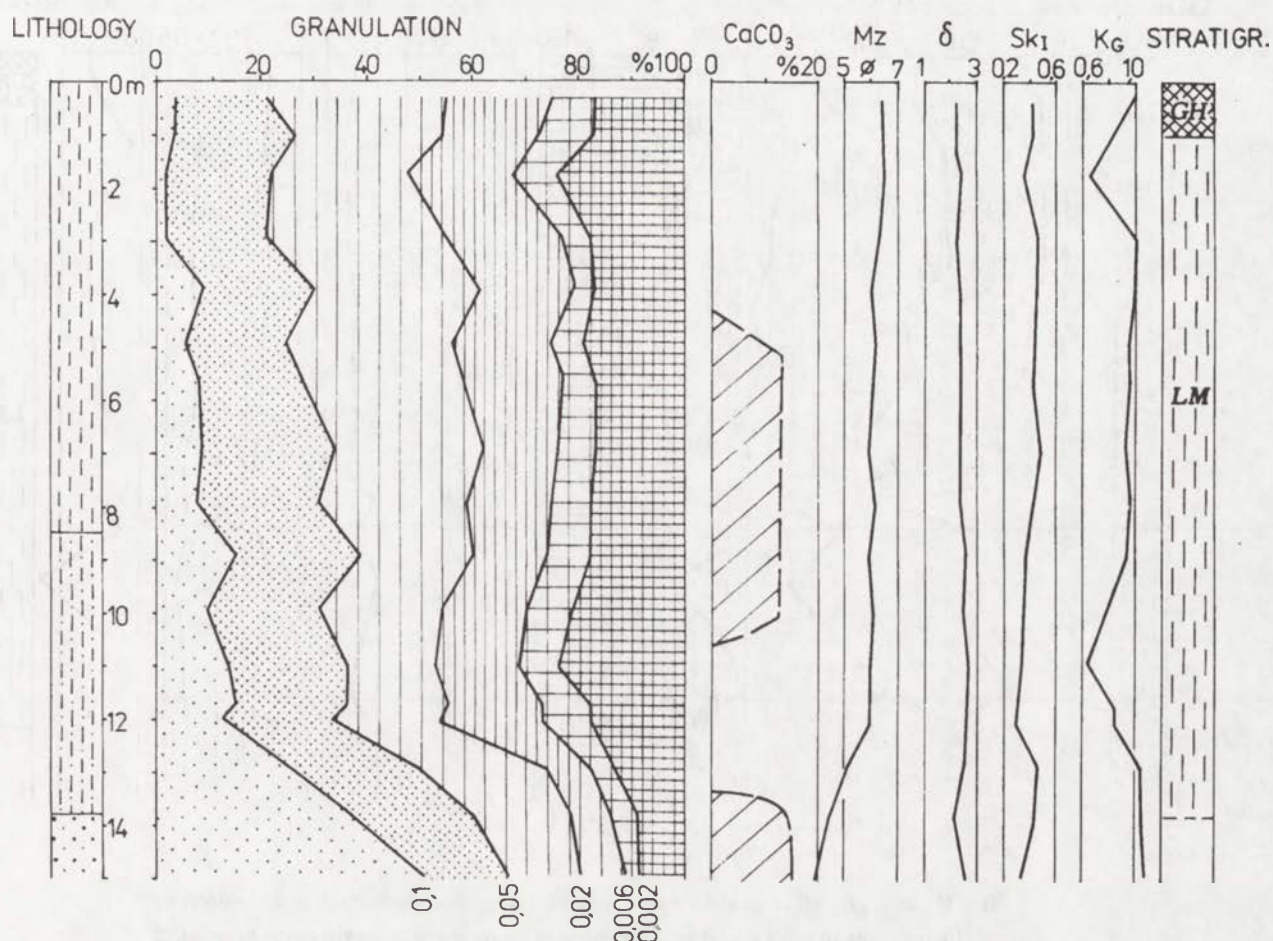 LITHOLOGY GRANULATION CaCO₃ Mz δ SkI KG STRATIGR.
0 20 40 60 80 %100 0 %20 5 ø 7 1 3 0,2 0,6 0,6 1,0
0m
2
4
6
8
10
12
14
GH
LM
0,1 0,05 0,02 0,006 0,002